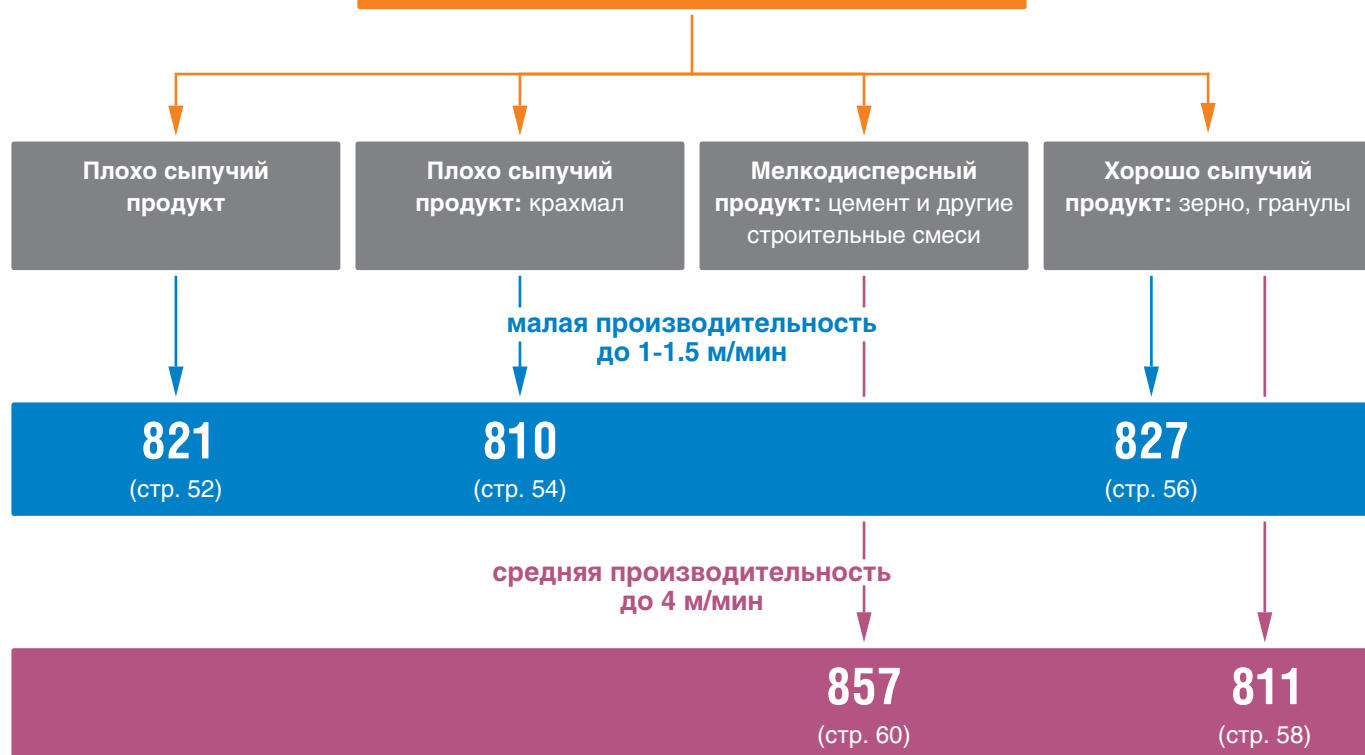 Плохо сыпучий
продукт
Плохо сыпучий
продукт: крахмал
Мелкодисперсный
продукт: цемент и другие
строительные смеси
Хорошо сыпучий
продукт: зерно, гранулы
малая производительность
до 1-1.5 м/мин
821
(стр. 52)
810
(стр. 54)
827
(стр. 56)
средняя производительность
до 4 м/мин
857
(стр. 60)
811
(стр. 58)